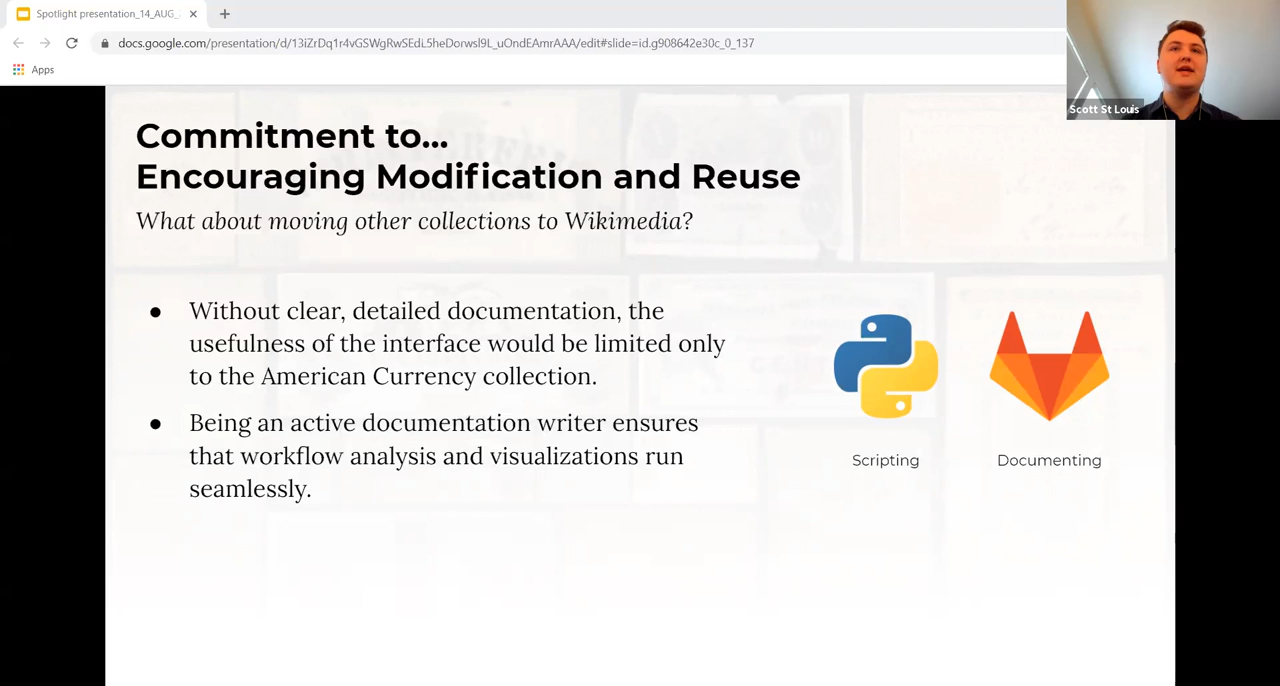 Spotlight presentation_14_AUG_
docs.google.com/presentation/d/13iZrDq1r4vGSWgRwSEdL5heDorwsl9L_uOndEAmrAAA/edit#slide=id.g908642e30c_0_137
Apps
Scott St Louis
Commitment to...
Encouraging Modification and Reuse
What about moving other collections to Wikimedia?
● Without clear, detailed documentation, the
usefulness of the interface would be limited only
to the American Currency collection.
● Being an active documentation writer ensures
that workflow analysis and visualizations run
seamlessly.
Scripting
Documenting